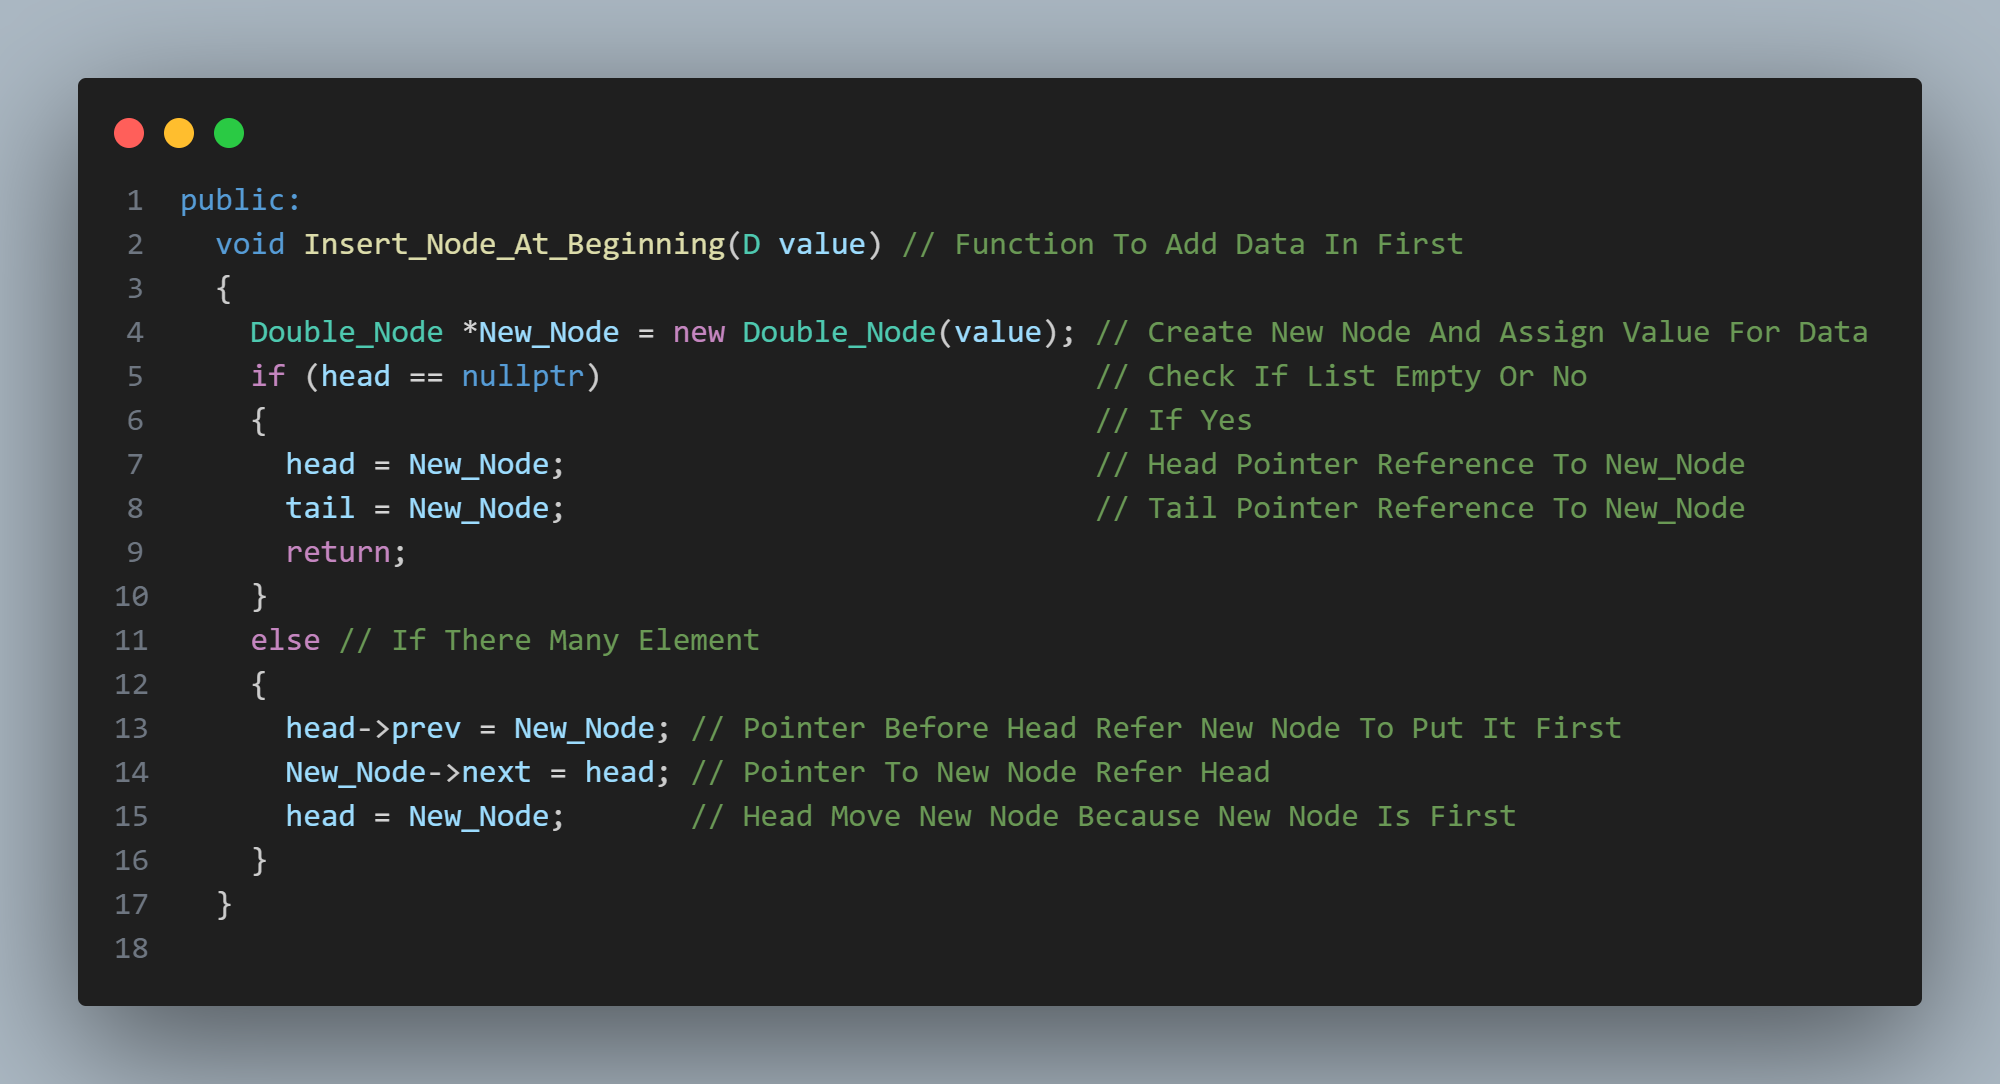 1 public:
2 void Insert_Node_At_Beginning(D value) // Function To Add Data In First
3 {
4 Double_Node *New_Node = new Double_Node(value); // Create New Node And Assign Value For Data
5 if (head == nullptr) // Check If List Empty Or No
6 { // If Yes
7 head = New_Node; // Head Pointer Reference To New_Node
8 tail = New_Node; // Tail Pointer Reference To New_Node
9 return;
10 }
11 else // If There Many Element
12 {
13 head->prev = New_Node; // Pointer Before Head Refer New Node To Put It First
14 New_Node->next = head; // Pointer To New Node Refer Head
15 head = New_Node; // Head Move New Node Because New Node Is First
16 }
17 }
18